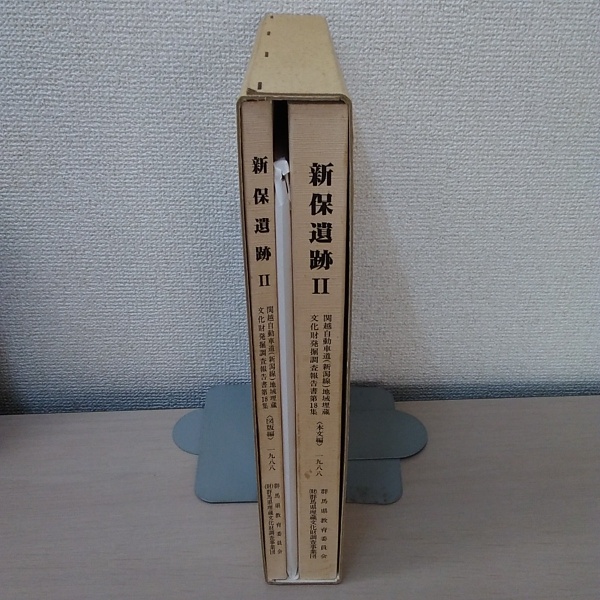 新保遺跡II
関越自動車道(新潟線)地域埋蔵
文化財発掘調査報告書第18集
《本文編》
一九八八
群馬県教育委員会
(財)群馬県埋蔵文化財調査事業団
新保遺跡II
関越自動車道(新潟線)地域埋蔵
文化財発掘調査報告書第18集
《図版編》
一九八八
群馬県教育委員会
(財)群馬県埋蔵文化財調査事業団